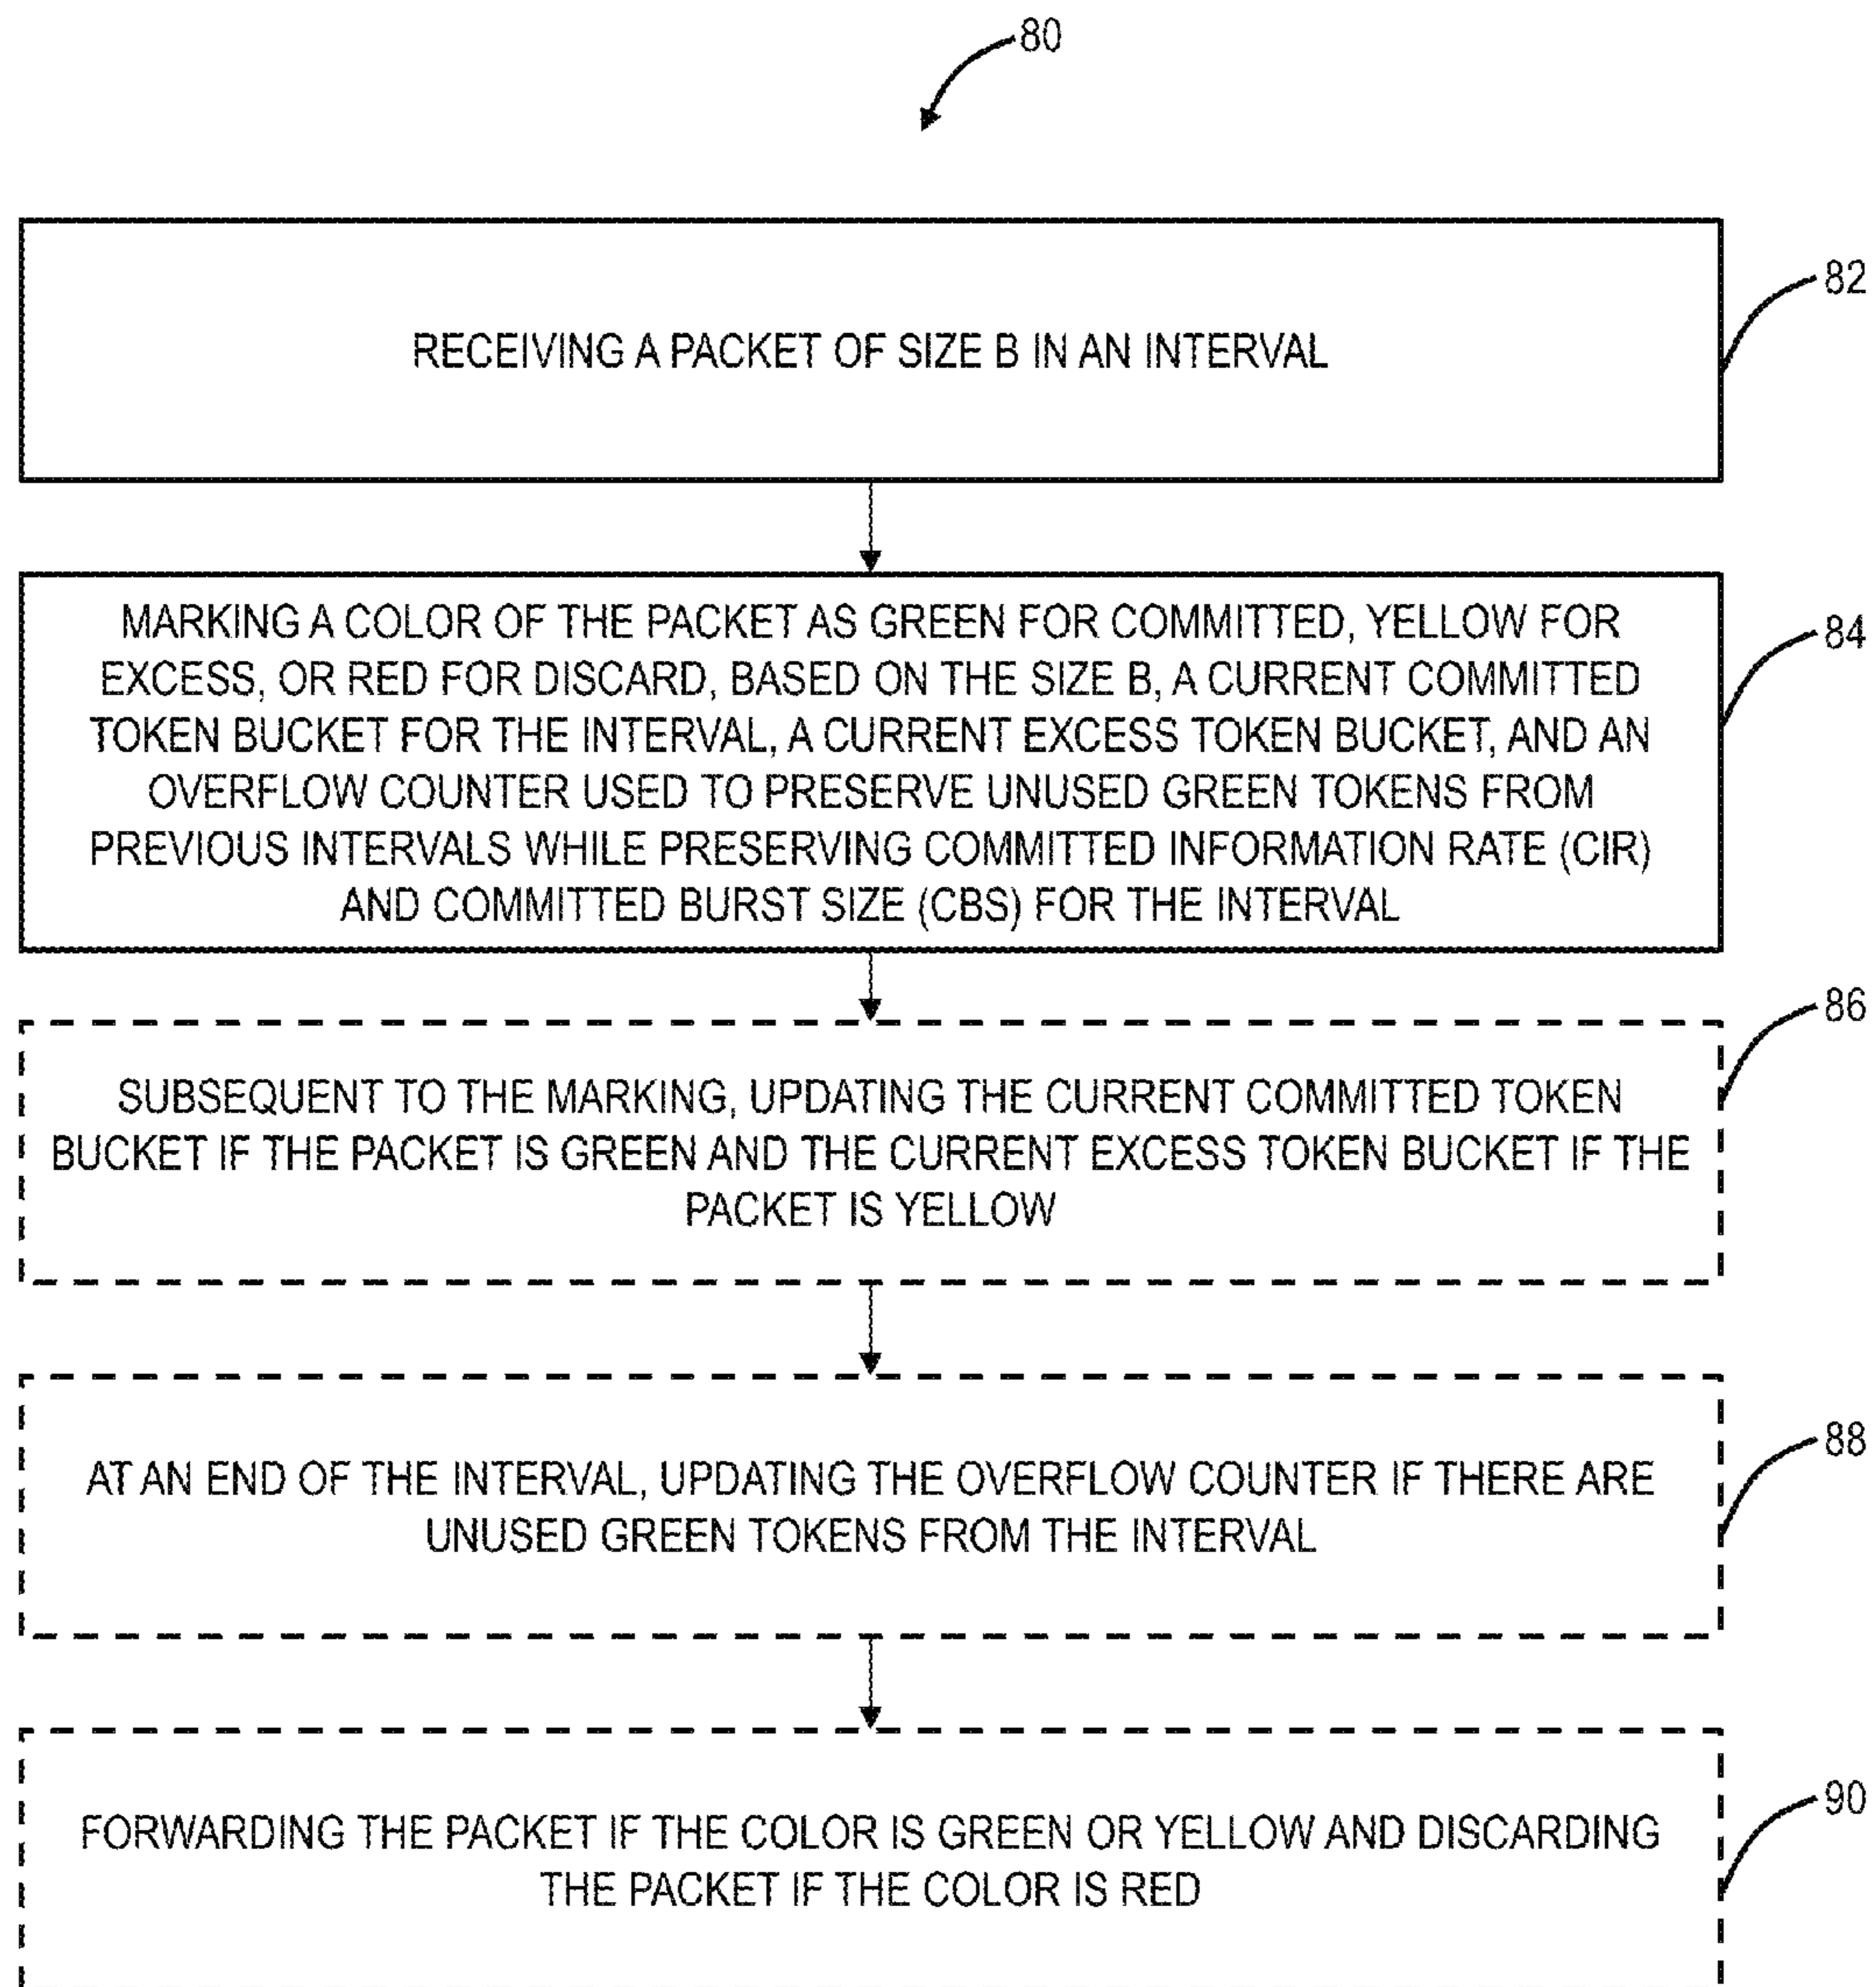 80
RECEIVING A PACKET OF SIZE B IN AN INTERVAL
82
MARKING A COLOR OF THE PACKET AS GREEN FOR COMMITTED, YELLOW FOR
EXCESS, OR RED FOR DISCARD, BASED ON THE SIZE B, A CURRENT COMMITTED
TOKEN BUCKET FOR THE INTERVAL, A CURRENT EXCESS TOKEN BUCKET, AND AN
OVERFLOW COUNTER USED TO PRESERVE UNUSED GREEN TOKENS FROM
PREVIOUS INTERVALS WHILE PRESERVING COMMITTED INFORMATION RATE (CIR)
AND COMMITTED BURST SIZE (CBS) FOR THE INTERVAL
84
SUBSEQUENT TO THE MARKING, UPDATING THE CURRENT COMMITTED TOKEN
BUCKET IF THE PACKET IS GREEN AND THE CURRENT EXCESS TOKEN BUCKET IF THE
PACKET IS YELLOW
86
AT AN END OF THE INTERVAL, UPDATING THE OVERFLOW COUNTER IF THERE ARE
UNUSED GREEN TOKENS FROM THE INTERVAL
88
FORWARDING THE PACKET IF THE COLOR IS GREEN OR YELLOW AND DISCARDING
THE PACKET IF THE COLOR IS RED
90